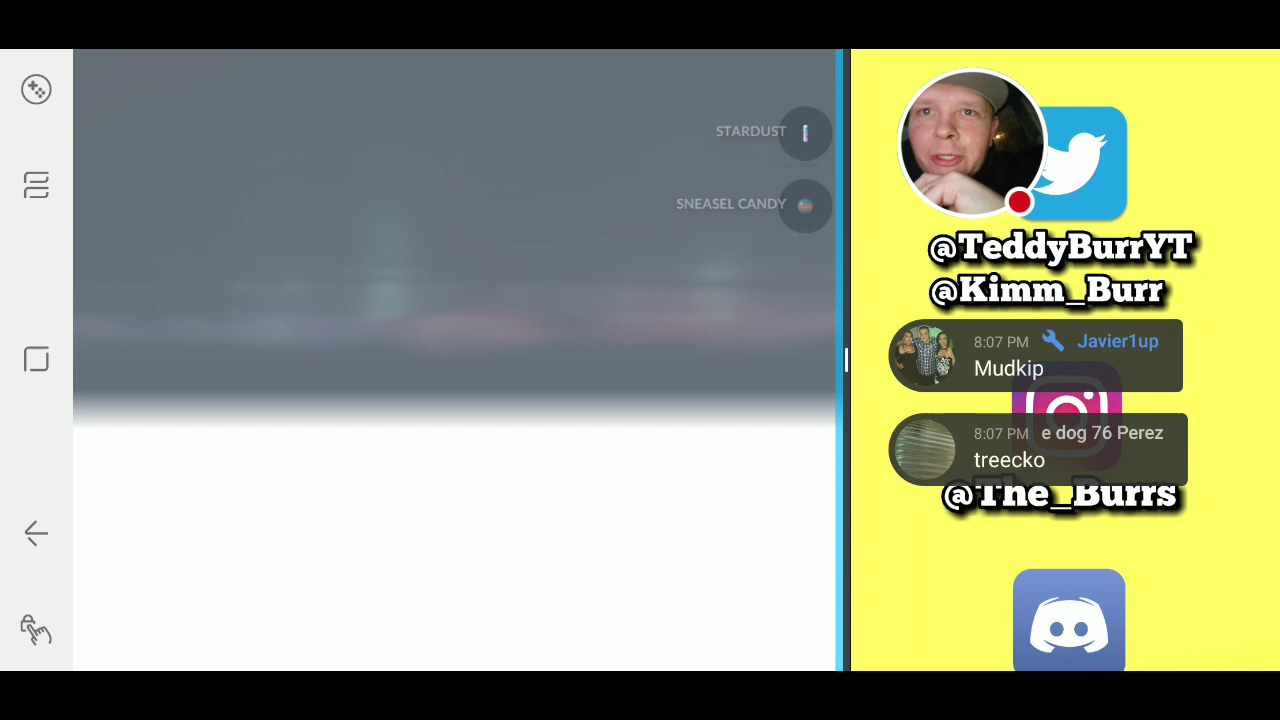 STARDUST
SNEASEL CANDY
@TeddyBurrYT
@Kimm_Burr
8:07 PM Javier1up
Mudkip
8:07 PM e dog 76 Perez
treecko
@The_Burrs